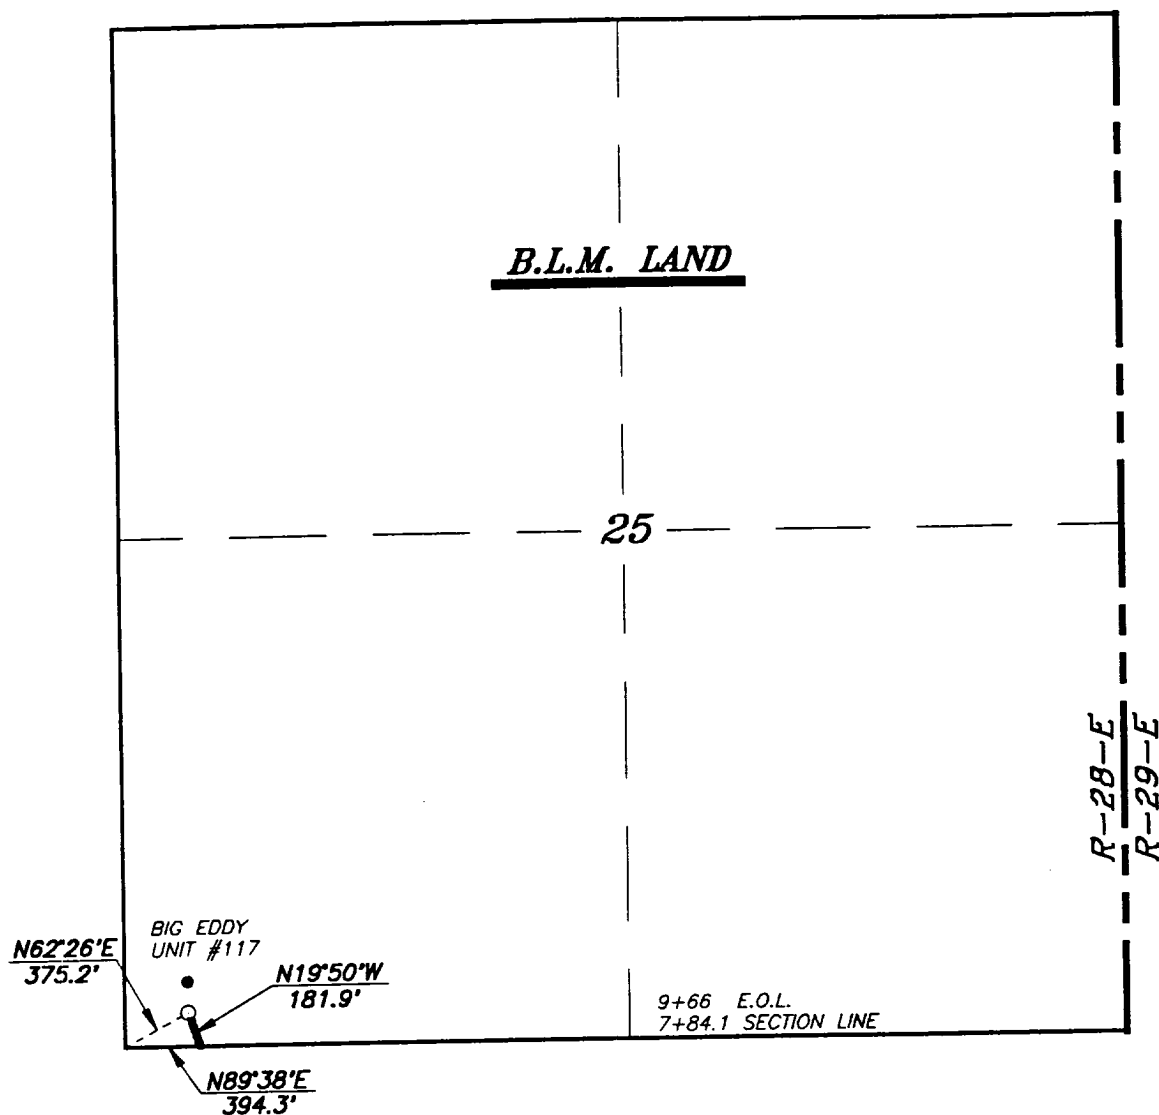 B.L.M. LAND
25
R-28-E
R-29-E
BIG EDDY
UNIT #117
N62°26'E
375.2'
N19°50'W
181.9'
9+66 E.O.L.
7+84.1 SECTION LINE
N89°38'E
394.3'